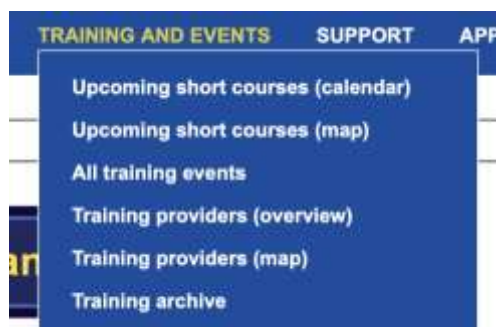 TRAINING AND EVENTS SUPPORT
Upcoming short courses (calendar)
Upcoming short courses (map)
All training events
Training providers (overview)
Training providers (map)
Training archive